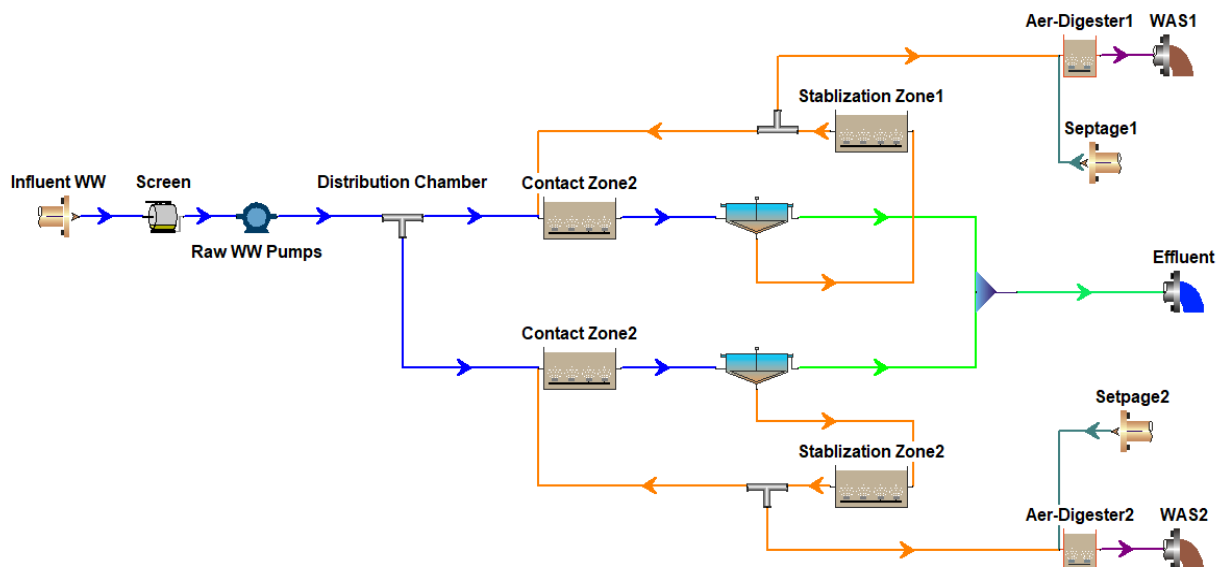 Aer-Digester1 WAS1
Stablization Zone1
Septage1
Influent WW Screen Distribution Chamber Contact Zone2
Raw WW Pumps
Effluent
Contact Zone2
Setpage2
Stablization Zone2
Aer-Digester2 WAS2